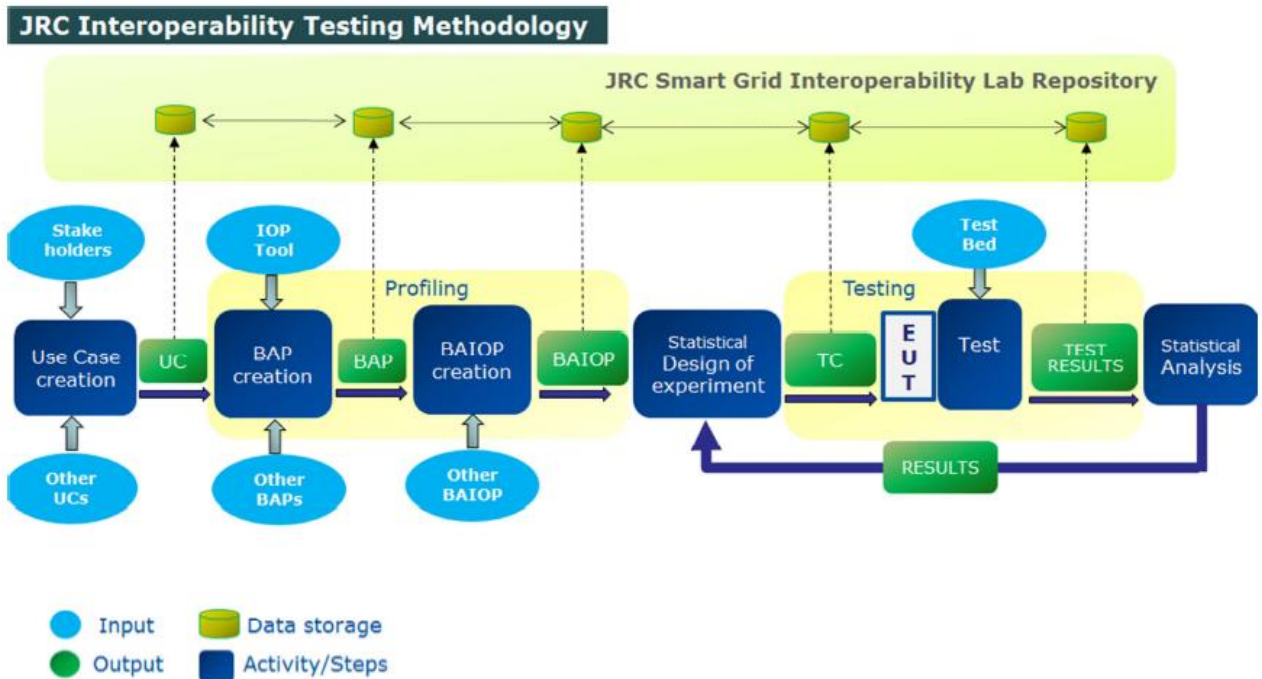 JRC Interoperability Testing Methodology
JRC Smart Grid Interoperability Lab Repository
Stake
holders
IOP
Tool
Test
Bed
Profiling
Testing
Use Case
creation
UC
BAP
creation
BAP
BAIOP
creation
BAIOP
Statistical
Design of
experiment
TC
E
U
T
Test
TEST
RESULTS
Statistical
Analysis
Other
UCs
Other
BAPs
Other
BAIOP
RESULTS
Input
Data storage
Output
Activity/Steps